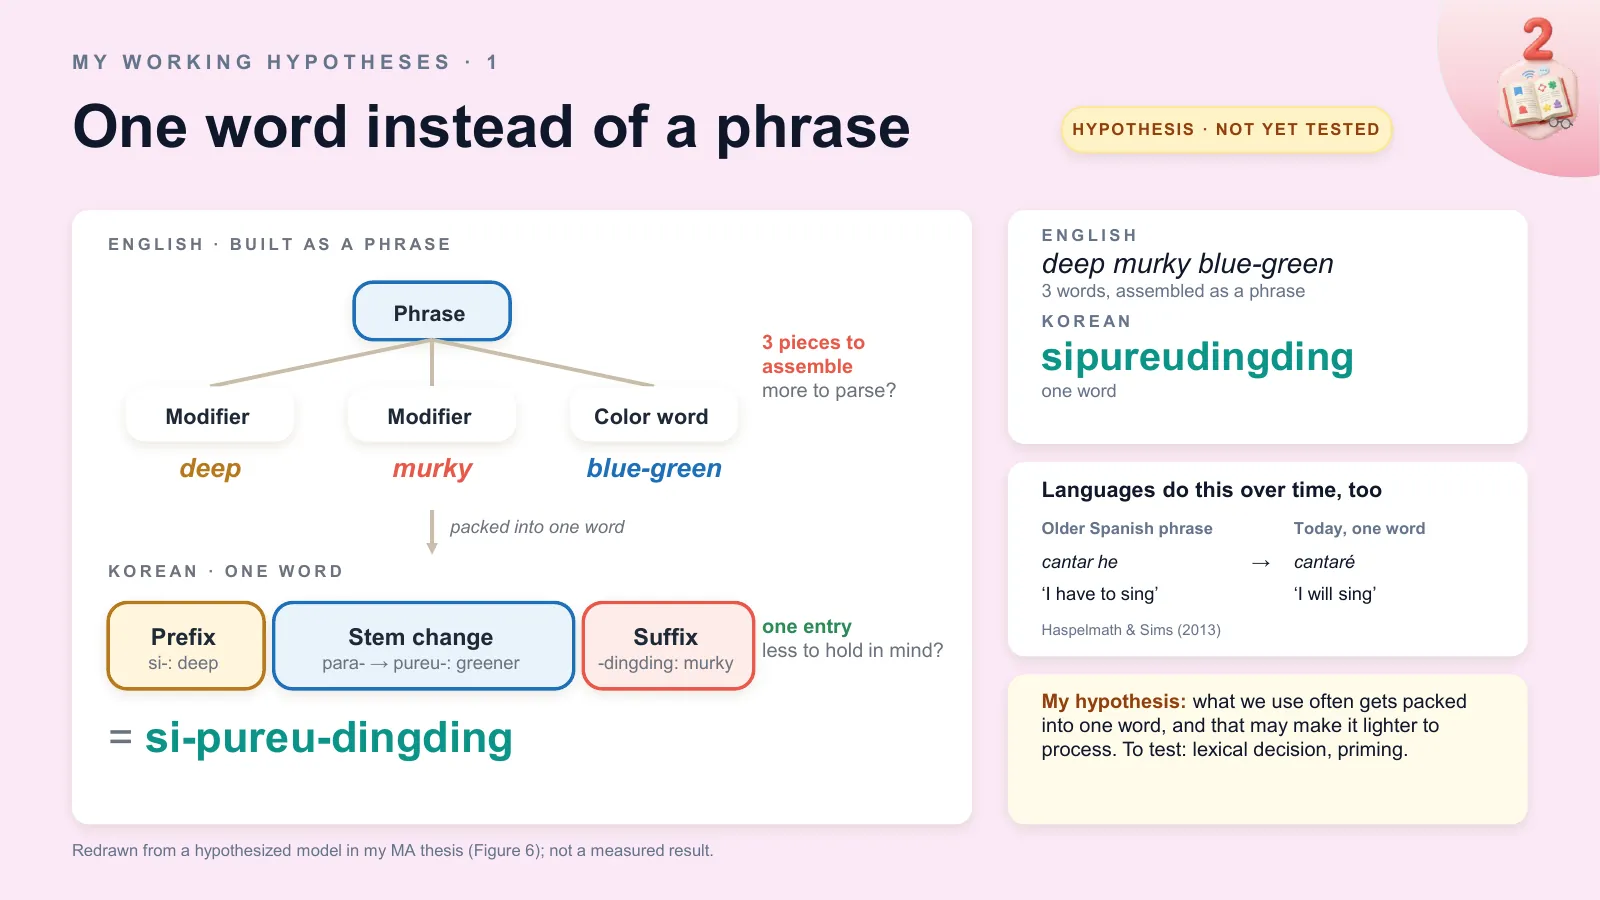 MY WORKING HYPOTHESES · 1
One word instead of a phrase
HYPOTHESIS · NOT YET TESTED
2
ENGLISH · BUILT AS A PHRASE
Phrase
Modifier
Modifier
Color word
deep
murky
blue-green
3 pieces to
assemble
more to parse?
packed into one word
KOREAN · ONE WORD
Prefix
si-: deep
Stem change
para- → pureu-: greener
Suffix
-dingding: murky
one entry
less to hold in mind?
= si-pureu-dingding
ENGLISH
deep murky blue-green
3 words, assembled as a phrase
KOREAN
sipureudingding
one word
Languages do this over time, too
Older Spanish phrase
Today, one word
cantar he → cantaré
‘I have to sing’
‘I will sing’
Haspelmath & Sims (2013)
My hypothesis: what we use often gets packed
into one word, and that may make it lighter to
process. To test: lexical decision, priming.
Redrawn from a hypothesized model in my MA thesis (Figure 6); not a measured result.